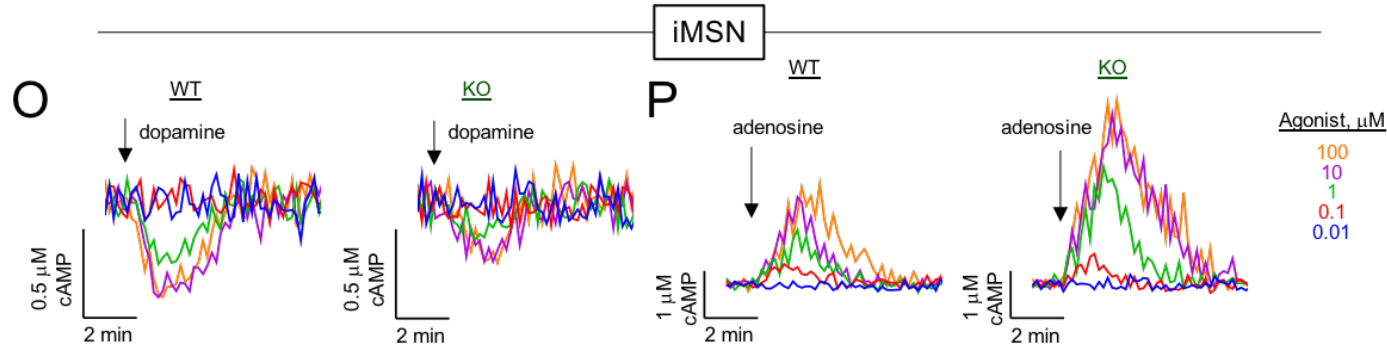 iMSN
O
WT
dopamine
0.5 μM
cAMP
2 min
KO
dopamine
0.5 μM
cAMP
2 min
P
WT
adenosine
1 μM
cAMP
2 min
KO
adenosine
1 μM
cAMP
2 min
Agonist, μM
100
10
1
0.1
0.01